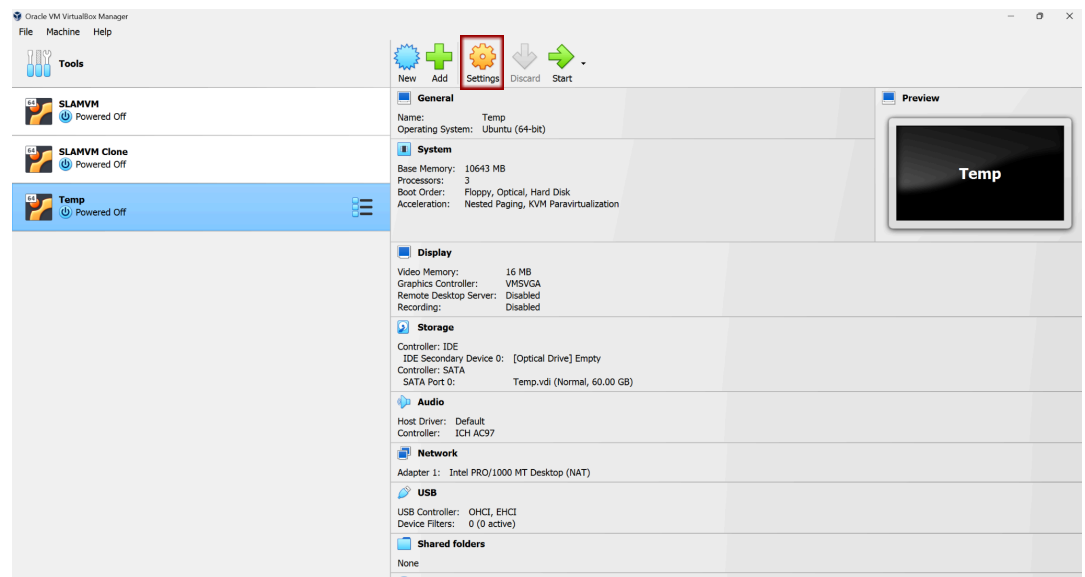 Oracle VM VirtualBox Manager
File Machine Help
Tools
New Add Settings Discard Start
64 SLAMVM
Powered Off
64 SLAMVM Clone
Powered Off
64 Temp
Powered Off
General
Name: Temp
Operating System: Ubuntu (64-bit)
System
Base Memory: 10643 MB
Processors: 3
Boot Order: Floppy, Optical, Hard Disk
Acceleration: Nested Paging, KVM Paravirtualization
Preview
Temp
Display
Video Memory: 16 MB
Graphics Controller: VMSVGA
Remote Desktop Server: Disabled
Recording: Disabled
Storage
Controller: IDE
IDE Secondary Device 0: [Optical Drive] Empty
Controller: SATA
SATA Port 0: Temp.vdi (Normal, 60.00 GB)
Audio
Host Driver: Default
Controller: ICH AC97
Network
Adapter 1: Intel PRO/1000 MT Desktop (NAT)
USB
USB Controller: OHCI, EHCI
Device Filters: 0 (0 active)
Shared folders
None